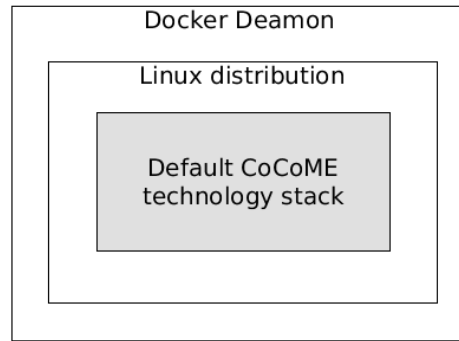 Docker Deamon
Linux distribution
Default CoCoME
technology stack